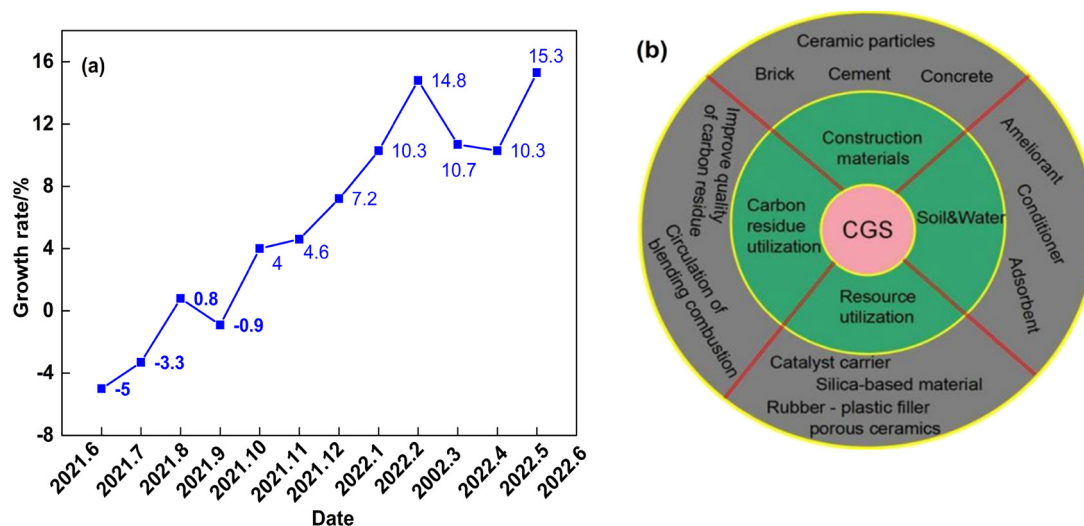 (a)
Growth rate/%
16
12
8
4
0
-4
-8
-5
-3.3
0.8
-0.9
4
4.6
7.2
10.3
14.8
10.7
10.3
15.3
2021.6
2021.7
2021.8
2021.9
2021.10
2021.11
2021.12
2022.1
2022.2
2022.3
2022.4
2022.5
2022.6
Date
(b)
Ceramic particles
Brick
Cement
Concrete
Improve quality
of carbon residue
Circulation of
blending combustion
Ameliorant
Conditioner
Adsorbent
Construction
materials
Carbon
residue
utilization
CGS
Soil&Water
Resource
utilization
Catalyst carrier
Silica-based material
Rubber - plastic filler
porous ceramics